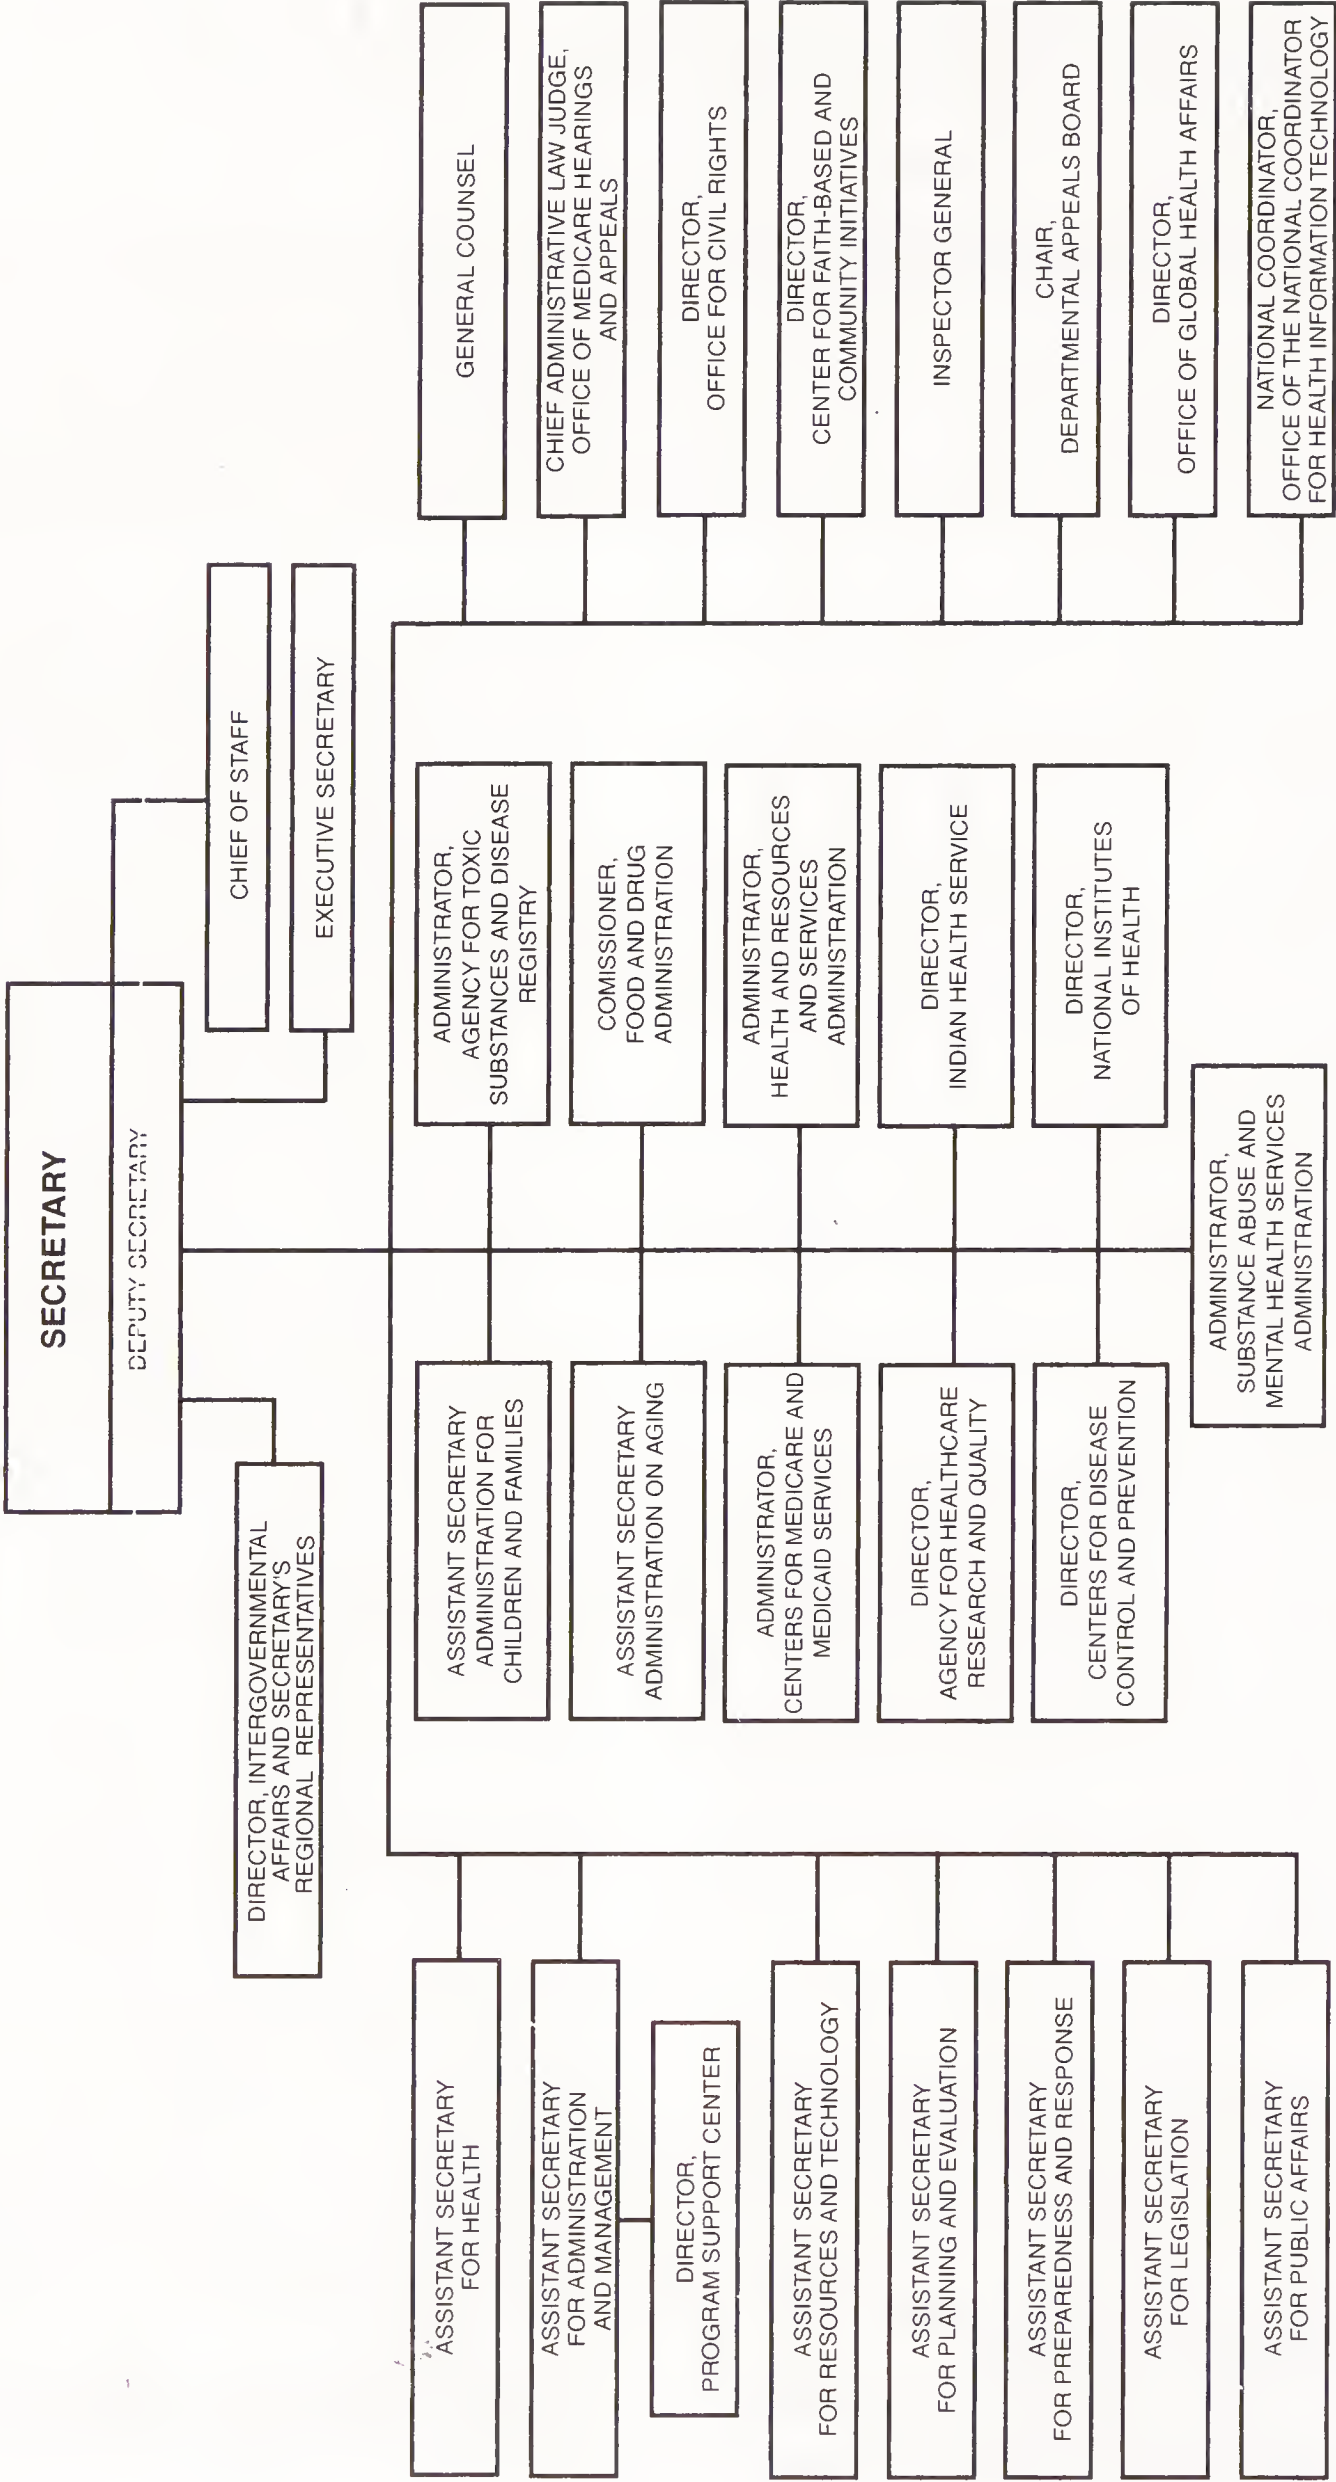 SECRETARY
DEPUTY SECRETARY
CHIEF OF STAFF
EXECUTIVE SECRETARY
DIRECTOR, INTERGOVERNMENTAL
AFFAIRS AND SECRETARY'S
REGIONAL REPRESENTATIVES
ASSISTANT SECRETARY
FOR HEALTH
ASSISTANT SECRETARY
FOR ADMINISTRATION
AND MANAGEMENT
DIRECTOR,
PROGRAM SUPPORT CENTER
ASSISTANT SECRETARY
FOR RESOURCES AND TECHNOLOGY
ASSISTANT SECRETARY
FOR PLANNING AND EVALUATION
ASSISTANT SECRETARY
FOR PREPAREDNESS AND RESPONSE
ASSISTANT SECRETARY
FOR LEGISLATION
ASSISTANT SECRETARY
FOR PUBLIC AFFAIRS
ASSISTANT SECRETARY
ADMINISTRATION FOR
CHILDREN AND FAMILIES
ASSISTANT SECRETARY
ADMINISTRATION ON AGING
ADMINISTRATOR,
CENTERS FOR MEDICARE AND
MEDICAID SERVICES
DIRECTOR,
AGENCY FOR HEALTHCARE
RESEARCH AND QUALITY
DIRECTOR,
CENTERS FOR DISEASE
CONTROL AND PREVENTION
ADMINISTRATOR,
AGENCY FOR TOXIC
SUBSTANCES AND DISEASE
REGISTRY
COMISSIONER,
FOOD AND DRUG
ADMINISTRATION
ADMINISTRATOR,
HEALTH AND RESOURCES
AND SERVICES
ADMINISTRATION
DIRECTOR,
INDIAN HEALTH SERVICE
DIRECTOR,
NATIONAL INSTITUTES
OF HEALTH
ADMINISTRATOR,
SUBSTANCE ABUSE AND
MENTAL HEALTH SERVICES
ADMINISTRATION
GENERAL COUNSEL
CHIEF ADMINISTRATIVE LAW JUDGE,
OFFICE OF MEDICARE HEARINGS
AND APPEALS
DIRECTOR,
OFFICE FOR CIVIL RIGHTS
DIRECTOR,
CENTER FOR FAITH-BASED AND
COMMUNITY INITIATIVES
INSPECTOR GENERAL
CHAIR,
DEPARTMENTAL APPEALS BOARD
DIRECTOR,
OFFICE OF GLOBAL HEALTH AFFAIRS
NATIONAL COORDINATOR,
OFFICE OF THE NATIONAL COORDINATOR
FOR HEALTH INFORMATION TECHNOLOGY